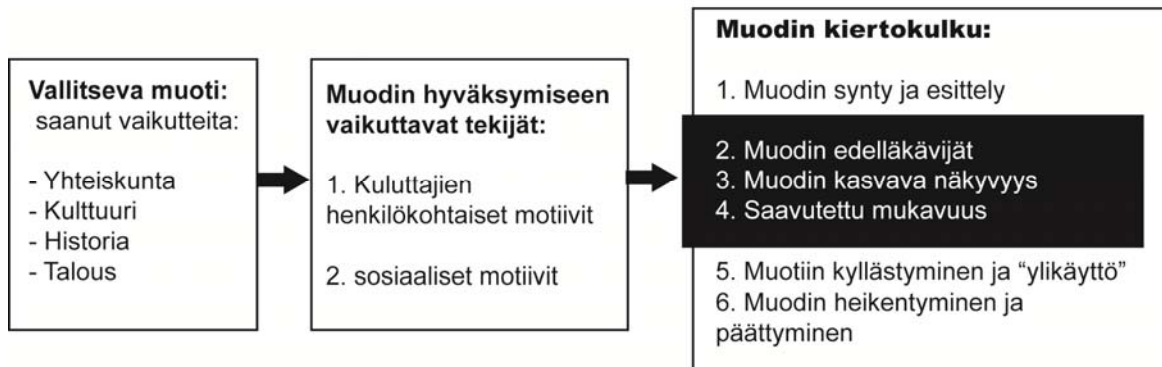 Vallitseva muoti:
saanut vaikutteita:
- Yhteiskunta
- Kulttuuri
- Historia
- Talous
Muodin hyväksymiseen
vaikuttavat tekijät:
1. Kuluttajien
henkilökohtaiset motiivit
2. sosiaaliset motiivit
Muodin kiertokulku:
1. Muodin synty ja esittely
2. Muodin edelläkävijät
3. Muodin kasvava näkyvyys
4. Saavutettu mukavuus
5. Muotiin kyllästyminen ja “ylikäyttö”
6. Muodin heikentyminen ja
päättyminen